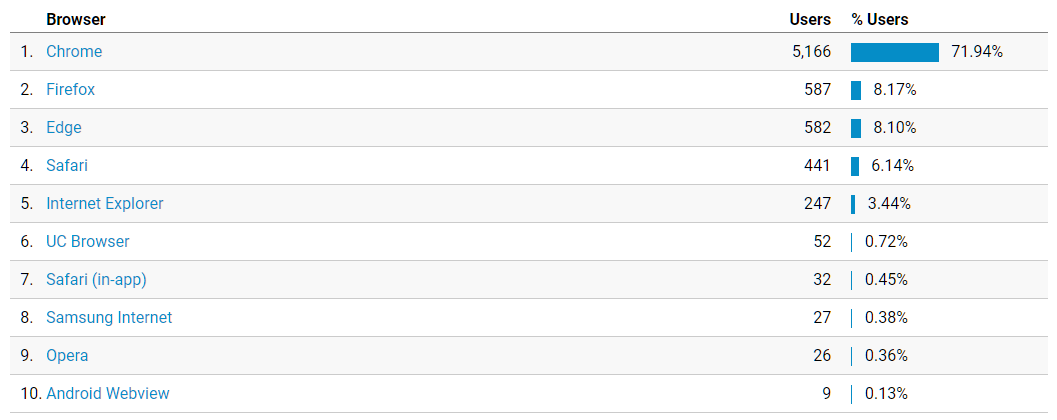 Browser Users % Users
1. Chrome 5,166 71.94%
2. Firefox 587 8.17%
3. Edge 582 8.10%
4. Safari 441 6.14%
5. Internet Explorer 247 3.44%
6. UC Browser 52 0.72%
7. Safari (in-app) 32 0.45%
8. Samsung Internet 27 0.38%
9. Opera 26 0.36%
10. Android Webview 9 0.13%